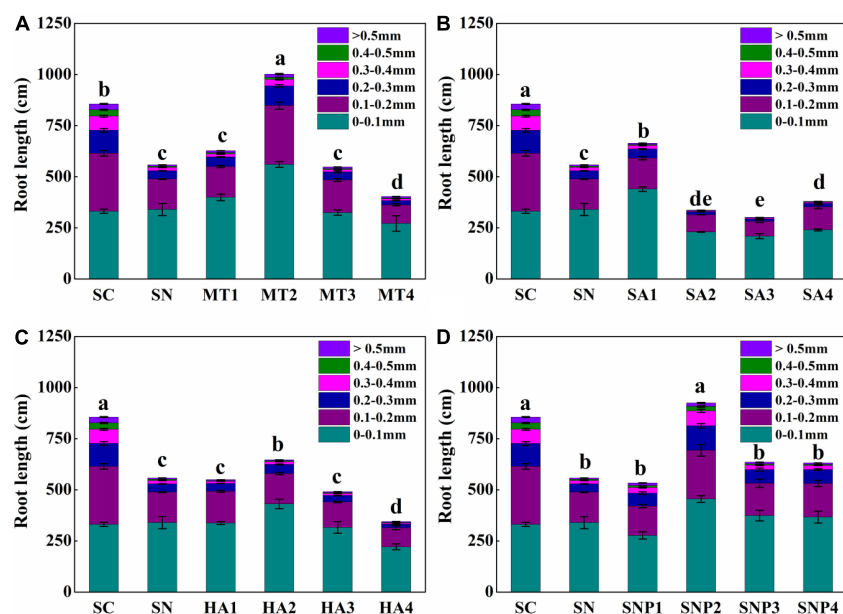 A
Root length (cm)
1250
1000
750
500
250
0
>0.5mm
0.4-0.5mm
0.3-0.4mm
0.2-0.3mm
0.1-0.2mm
0-0.1mm
b
c
c
a
c
d
SC SN MT1 MT2 MT3 MT4
B
Root length (cm)
1250
1000
750
500
250
0
> 0.5mm
0.4-0.5mm
0.3-0.4mm
0.2-0.3mm
0.1-0.2mm
0-0.1mm
a
c
b
de
e
d
SC SN SA1 SA2 SA3 SA4
C
Root length (cm)
1250
1000
750
500
250
0
> 0.5mm
0.4-0.5mm
0.3-0.4mm
0.2-0.3mm
0.1-0.2mm
0-0.1mm
a
c
c
b
c
d
SC SN HA1 HA2 HA3 HA4
D
Root length (cm)
1250
1000
750
500
250
0
> 0.5mm
0.4-0.5mm
0.3-0.4mm
0.2-0.3mm
0.1-0.2mm
0-0.1mm
a
b
b
a
b
b
SC SN SNP1 SNP2 SNP3 SNP4